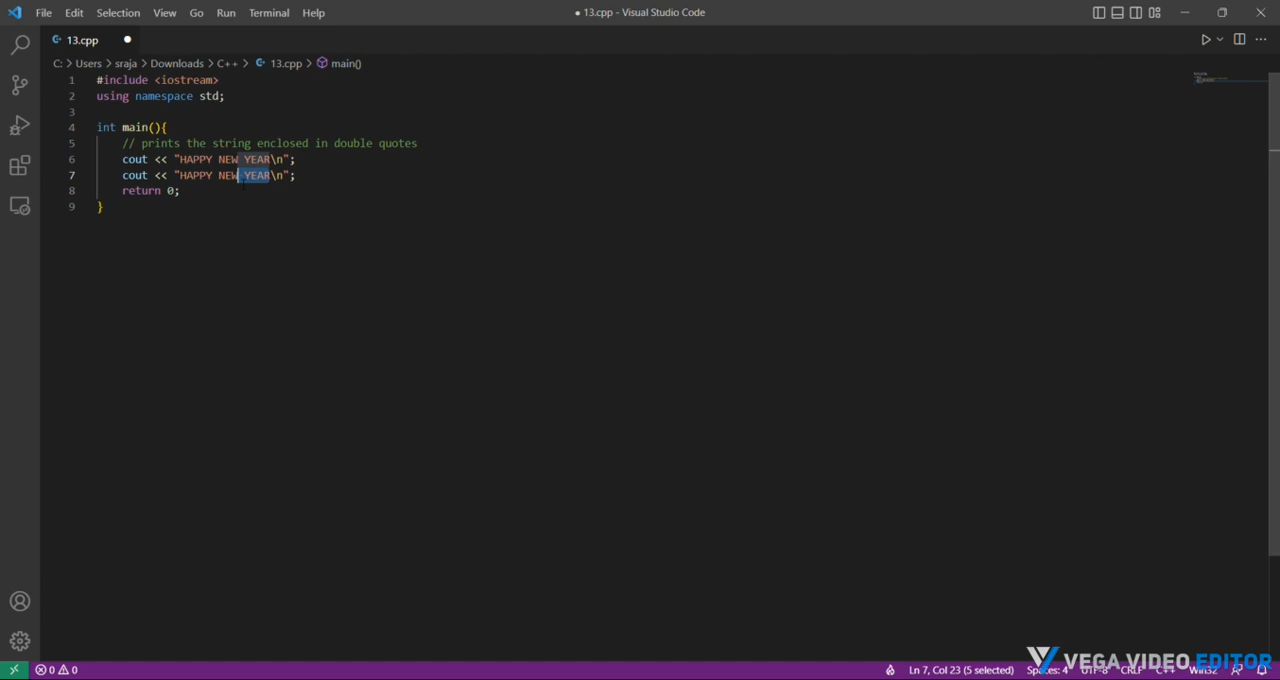 File Edit Selection View Go Run Terminal Help
● 13.cpp - Visual Studio Code
13.cpp ●
C: > Users > sraja > Downloads > C++ > 13.cpp > main()
1 #include <iostream>
2 using namespace std;
3
4 int main(){
5 // prints the string enclosed in double quotes
6 cout << "HAPPY NEW YEAR\n";
7 cout << "HAPPY NEW YEAR\n";
8 return 0;
9 }
VEGA VIDEO EDITOR
0 0 Ln 7, Col 23 (5 selected) Spaces: 4 UTF-8 CRLF C++ Win32